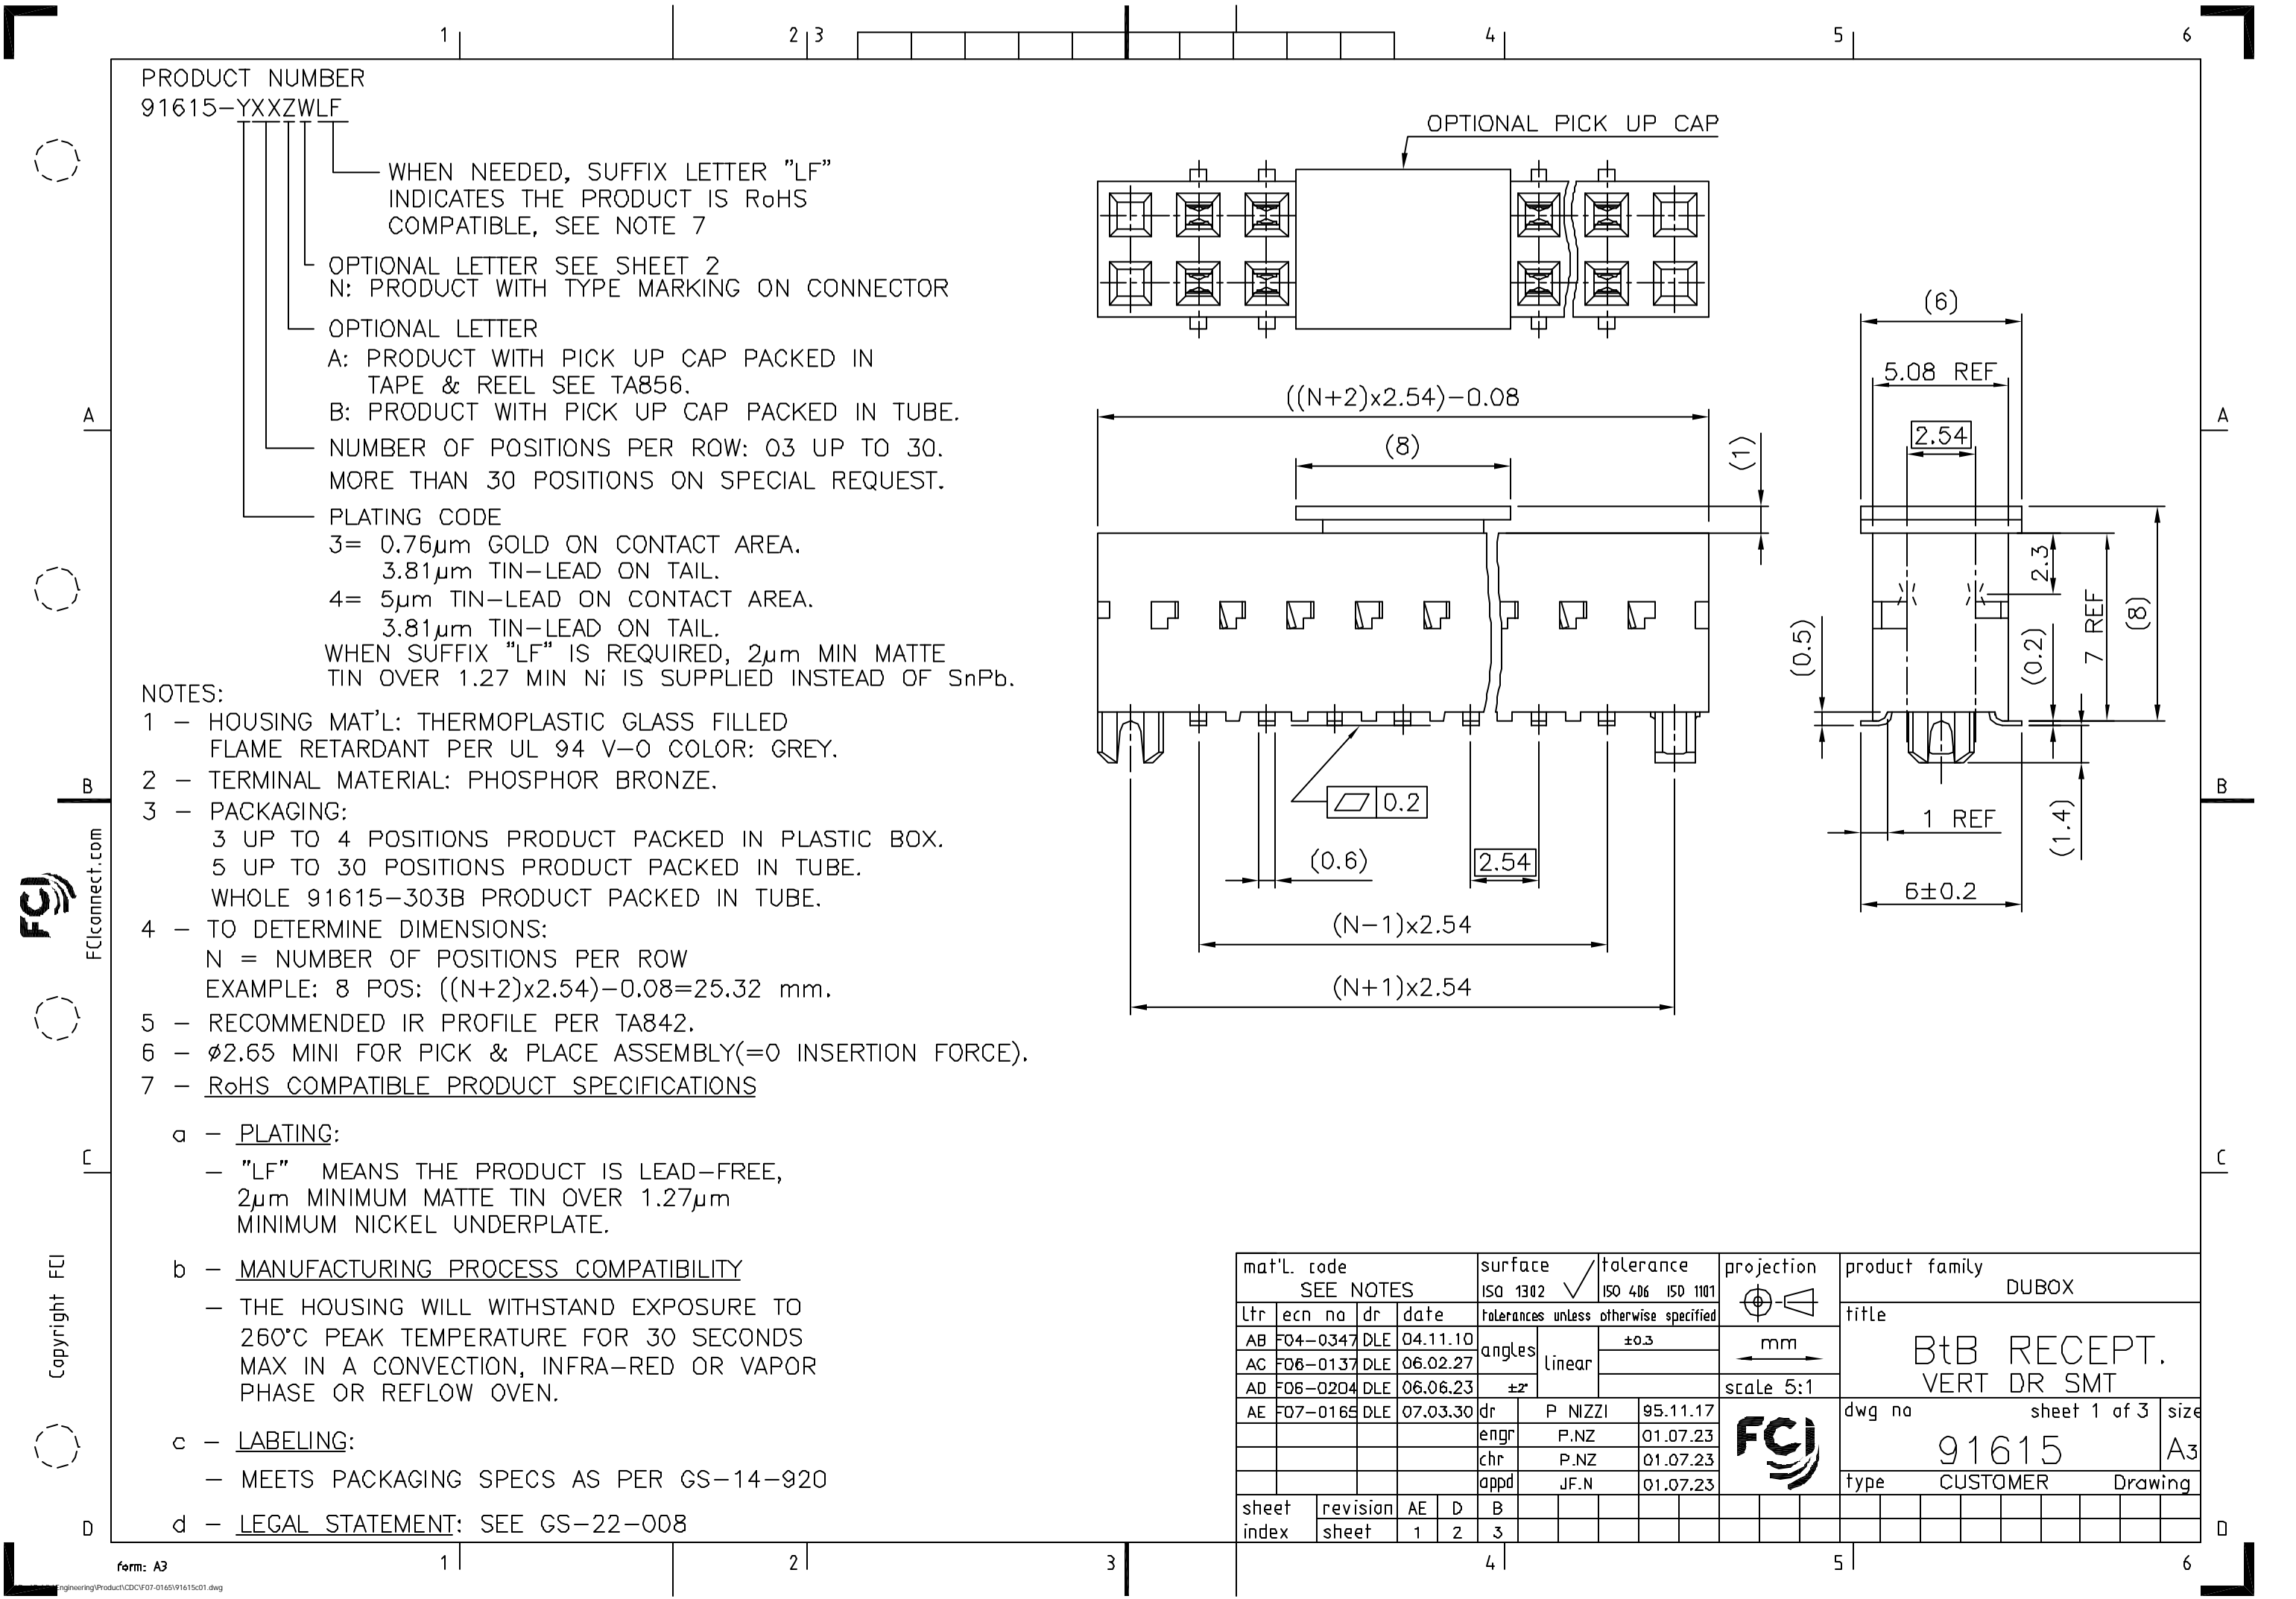 1
2
3
4
5
6
PRODUCT NUMBER
91615-YXXZWLF
WHEN NEEDED, SUFFIX LETTER "LF"
INDICATES THE PRODUCT IS RoHS
COMPATIBLE, SEE NOTE 7
OPTIONAL LETTER SEE SHEET 2
N: PRODUCT WITH TYPE MARKING ON CONNECTOR
OPTIONAL LETTER
A: PRODUCT WITH PICK UP CAP PACKED IN
TAPE & REEL SEE TA856.
B: PRODUCT WITH PICK UP CAP PACKED IN TUBE.
NUMBER OF POSITIONS PER ROW: 03 UP TO 30.
MORE THAN 30 POSITIONS ON SPECIAL REQUEST.
PLATING CODE
3= 0.76µm GOLD ON CONTACT AREA.
3.81µm TIN-LEAD ON TAIL.
4= 5µm TIN-LEAD ON CONTACT AREA.
3.81µm TIN-LEAD ON TAIL.
WHEN SUFFIX "LF" IS REQUIRED, 2µm MIN MATTE
TIN OVER 1.27 MIN Ni IS SUPPLIED INSTEAD OF SnPb.
NOTES:
1 - HOUSING MAT'L: THERMOPLASTIC GLASS FILLED
FLAME RETARDANT PER UL 94 V-0 COLOR: GREY.
2 - TERMINAL MATERIAL: PHOSPHOR BRONZE.
3 - PACKAGING:
3 UP TO 4 POSITIONS PRODUCT PACKED IN PLASTIC BOX.
5 UP TO 30 POSITIONS PRODUCT PACKED IN TUBE.
WHOLE 91615-303B PRODUCT PACKED IN TUBE.
4 - TO DETERMINE DIMENSIONS:
N = NUMBER OF POSITIONS PER ROW
EXAMPLE: 8 POS: ((N+2)x2.54)-0.08=25.32 mm.
5 - RECOMMENDED IR PROFILE PER TA842.
6 - ø2.65 MINI FOR PICK & PLACE ASSEMBLY(=0 INSERTION FORCE).
7 - RoHS COMPATIBLE PRODUCT SPECIFICATIONS
a - PLATING:
- "LF" MEANS THE PRODUCT IS LEAD-FREE,
2µm MINIMUM MATTE TIN OVER 1.27µm
MINIMUM NICKEL UNDERPLATE.
b - MANUFACTURING PROCESS COMPATIBILITY
- THE HOUSING WILL WITHSTAND EXPOSURE TO
260°C PEAK TEMPERATURE FOR 30 SECONDS
MAX IN A CONVECTION, INFRA-RED OR VAPOR
PHASE OR REFLOW OVEN.
c - LABELING:
- MEETS PACKAGING SPECS AS PER GS-14-920
d - LEGAL STATEMENT: SEE GS-22-008
OPTIONAL PICK UP CAP
((N+2)x2.54)-0.08
(8)
(1)
(6)
5.08 REF
2.54
2.3
7 REF
(8)
(0.5)
(0.2)
1 REF
(1.4)
6±0.2
0.2
(0.6)
2.54
(N-1)x2.54
(N+1)x2.54
A
B
C
D
A
B
C
D
FCI
FCIconnect.com
Copyright FCI
mat'L. code
SEE NOTES
surface
ISO 1302
tolerance
ISO 406 ISO 1101
projection
product family
DUBOX
ltr ecn no dr date
tolerances unless otherwise specified
title
AB F04-0347 DLE 04.11.10
AC F06-0137 DLE 06.02.27
AD F06-0204 DLE 06.06.23
AE F07-0165 DLE 07.03.30
angles
±2°
linear
±0.3
mm
scale 5:1
BtB RECEPT.
VERT DR SMT
dr P NIZZI 95.11.17
engr P.NZ 01.07.23
chr P.NZ 01.07.23
appd JF.N 01.07.23
FCI
dwg no
sheet 1 of 3
size
91615
A3
type CUSTOMER Drawing
sheet index
revision AE D B
sheet 1 2 3
1
2
3
4
5
6
form: A3
Engineering\Product\CDC\F07-0165\91615c01.dwg